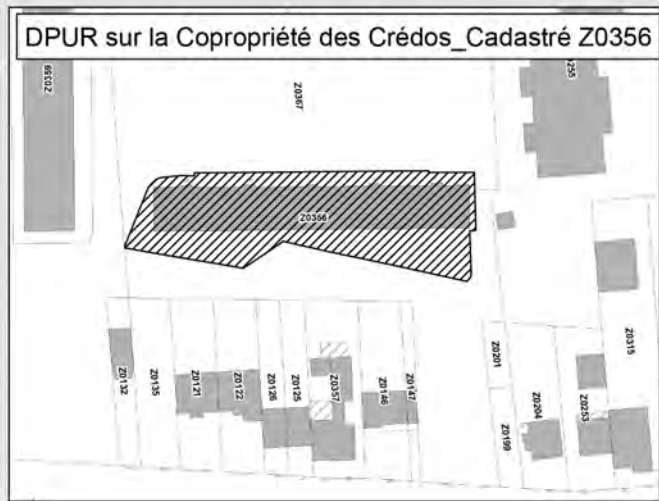 DPUR sur la Copropriété des Crédos_Cadastré Z0356
Z0359
Z0367
Z0356
Z0132
Z0135
Z0121
Z0122
Z0126
Z0125
Z0357
Z0146
Z0147
Z0201
Z0199
Z0204
Z0253
Z0315